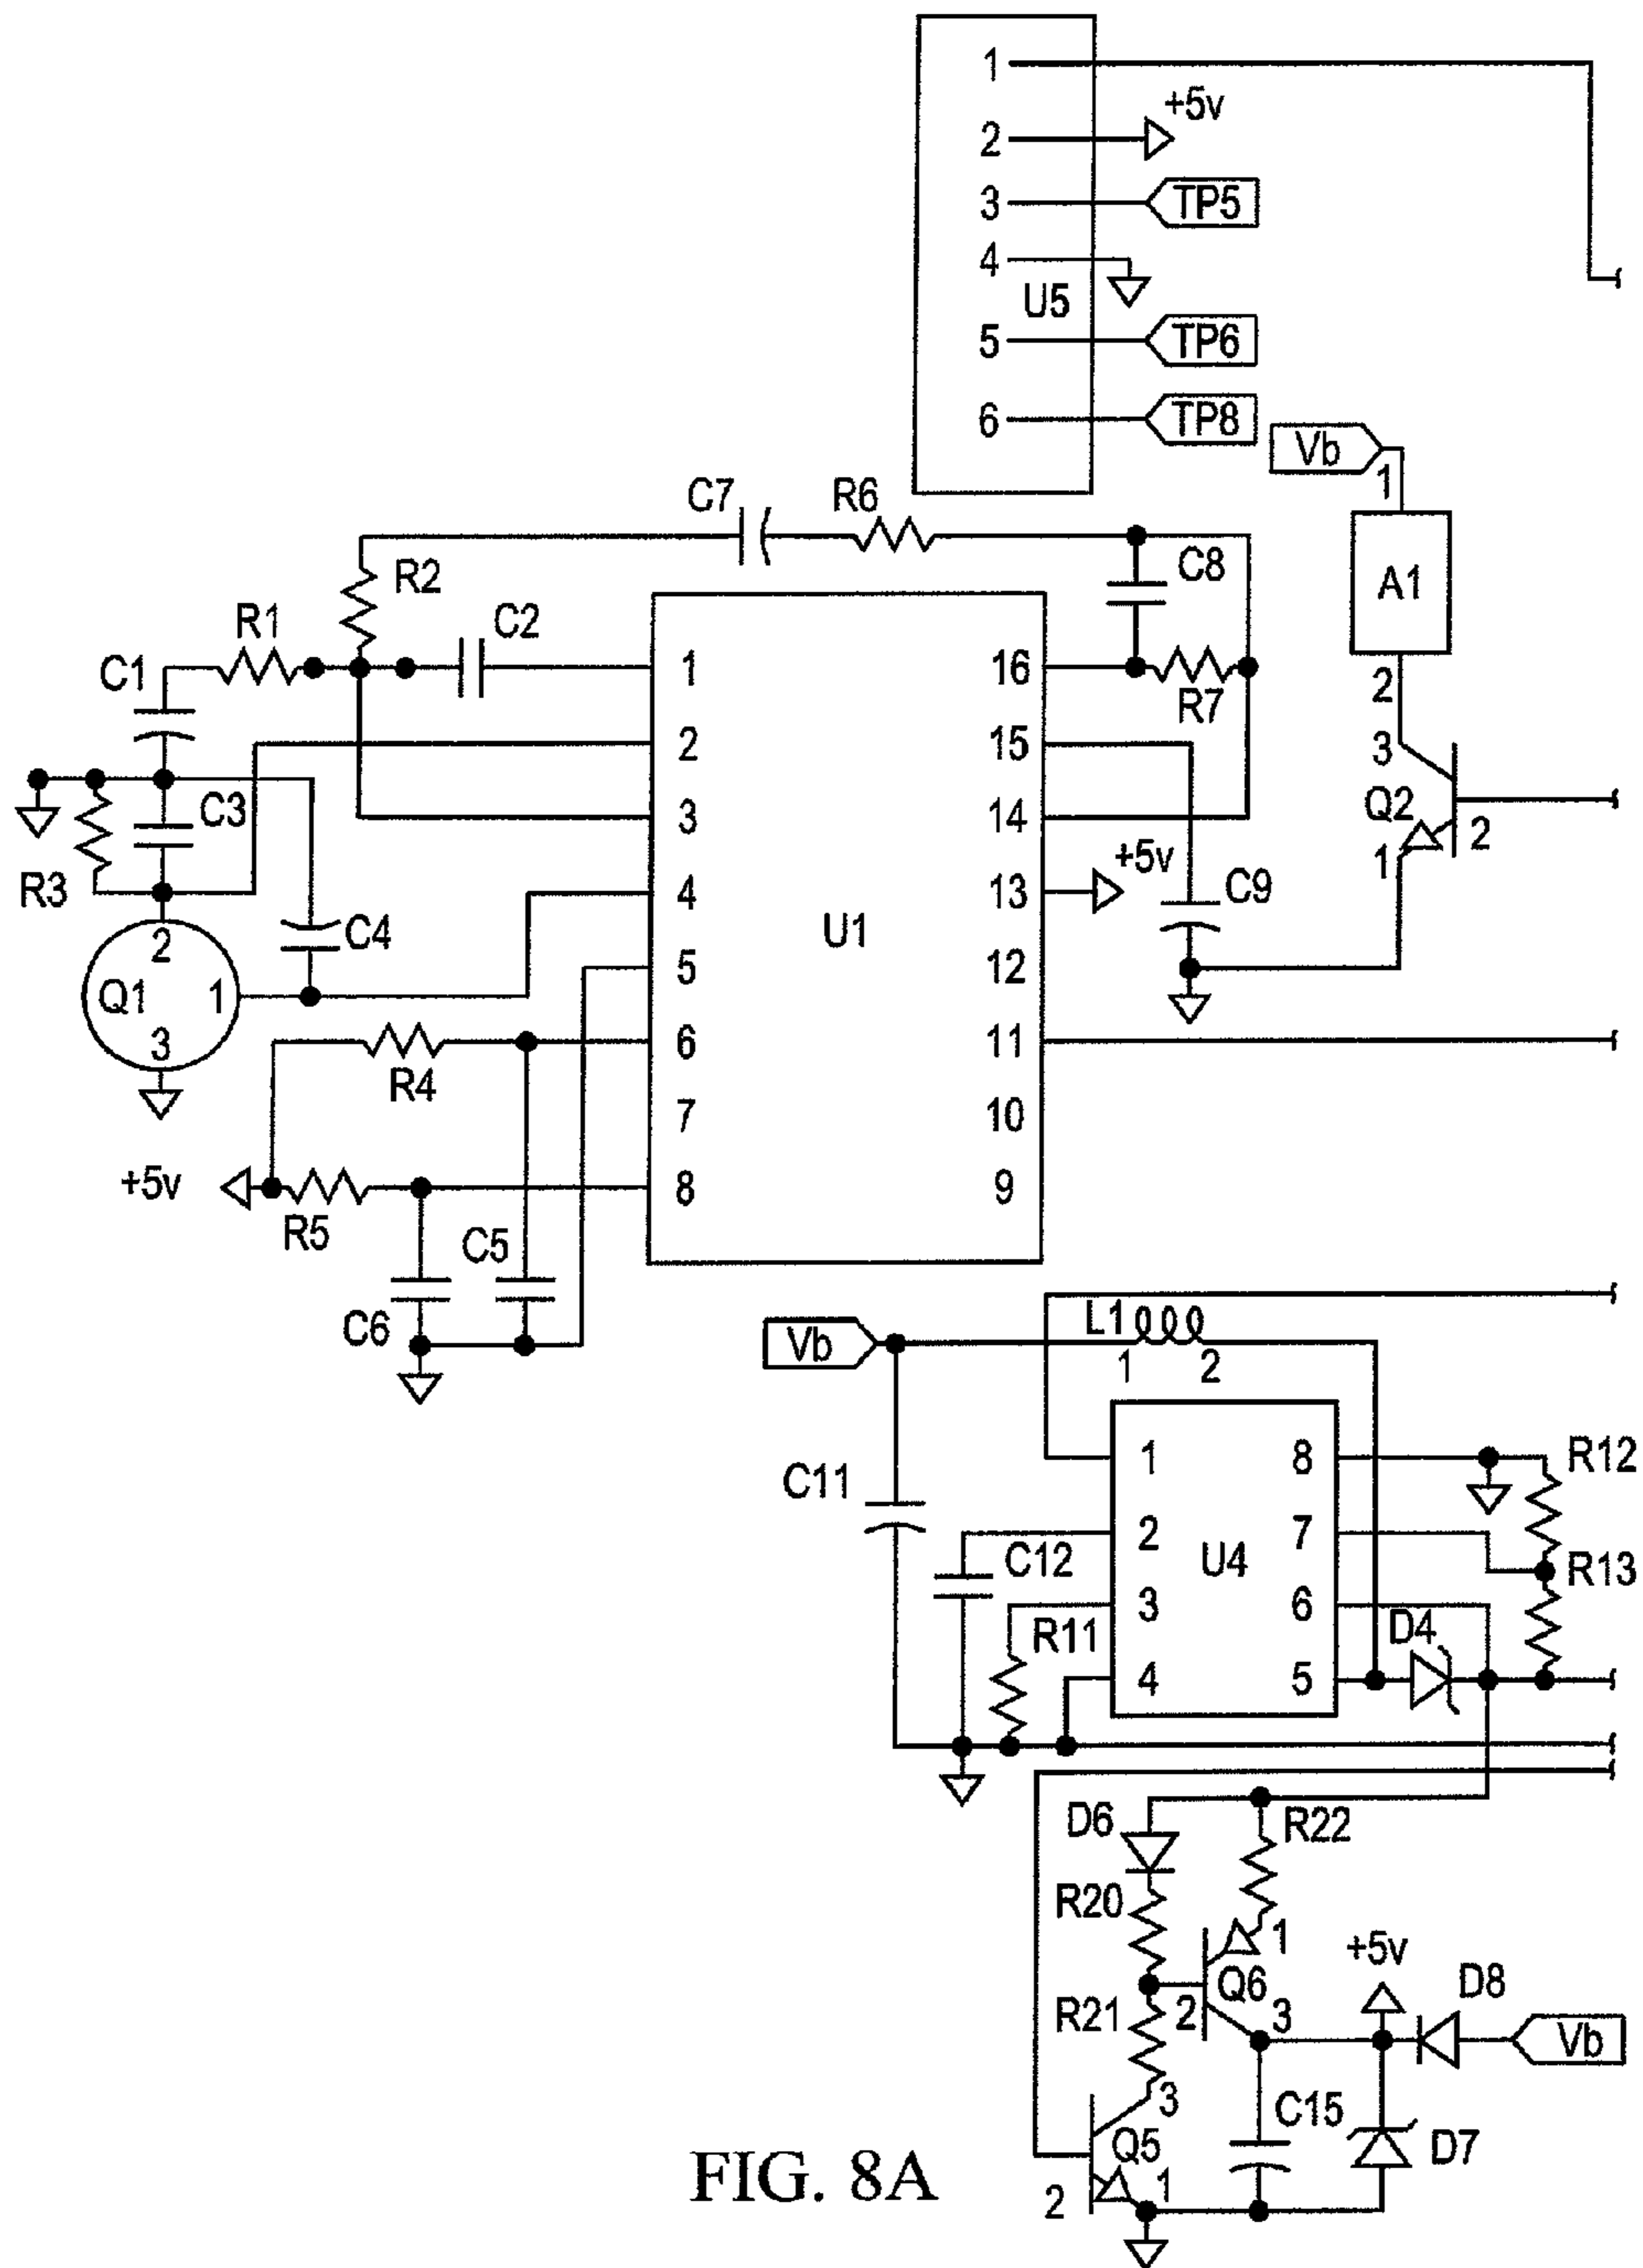 1
+5v
2
3 TP5
4
U5
5 TP6
6 TP8
Vb
1
C7 R6
R2 C8
A1
R1 C2
C1 1 16
R7 2
2 15 3
C3 3 14 Q2
2
+5v 1
R3 4 13 C9
2 C4 U1
Q1 1 5 12
3 6 11
R4
7 10
+5v 8 9
R5 C5
C6 Vb L1
1 2
1 8 R12
C11
2 7
C12 U4 R13
3 6
R11 D4
4 5
D6 R22
R20
1
+5v
Q6 D8
R21 2 3
Vb
3 C15
Q5 D7
2 1
FIG. 8A